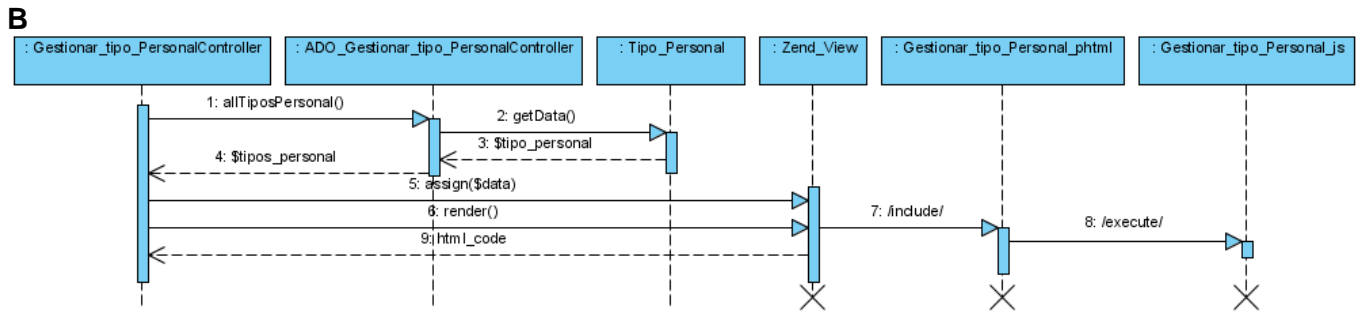 B
: Gestionar_tipo_PersonalController
: ADO_Gestionar_tipo_PersonalController
: Tipo_Personal
: Zend_View
: Gestionar_tipo_Personal_phtml
: Gestionar_tipo_Personal_js
1: allTiposPersonal()
2: getData()
3: $tipo_personal
4: $tipos_personal
5: assign($data)
6: render()
7: /include/
8: /execute/
9: html_code